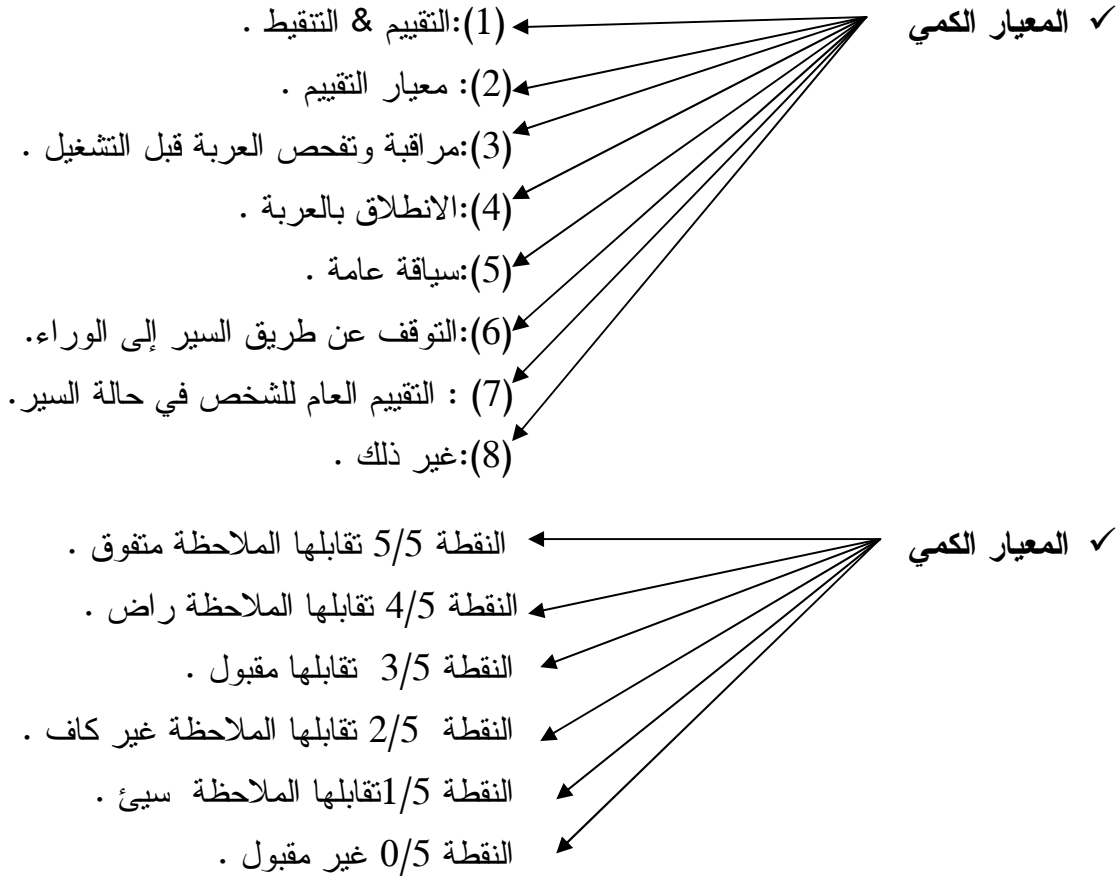 ✓ المعيار الكمي (1):التقييم & التنقيط .
(2): معيار التقييم .
(3):مراقبة وتفحص العربة قبل التشغيل .
(4):الانطلاق بالعربة .
(5):سياقة عامة .
(6):التوقف عن طريق السير إلى الوراء.
(7) : التقييم العام للشخص في حالة السير.
(8):غير ذلك .
✓ المعيار الكمي النقطة 5/5 تقابلها الملاحظة متفوق .
النقطة 4/5 تقابلها الملاحظة راض .
النقطة 3/5 تقابلها مقبول .
النقطة 2/5 تقابلها الملاحظة غير كاف .
النقطة 1/5تقابلها الملاحظة سيئ .
النقطة 0/5 غير مقبول .